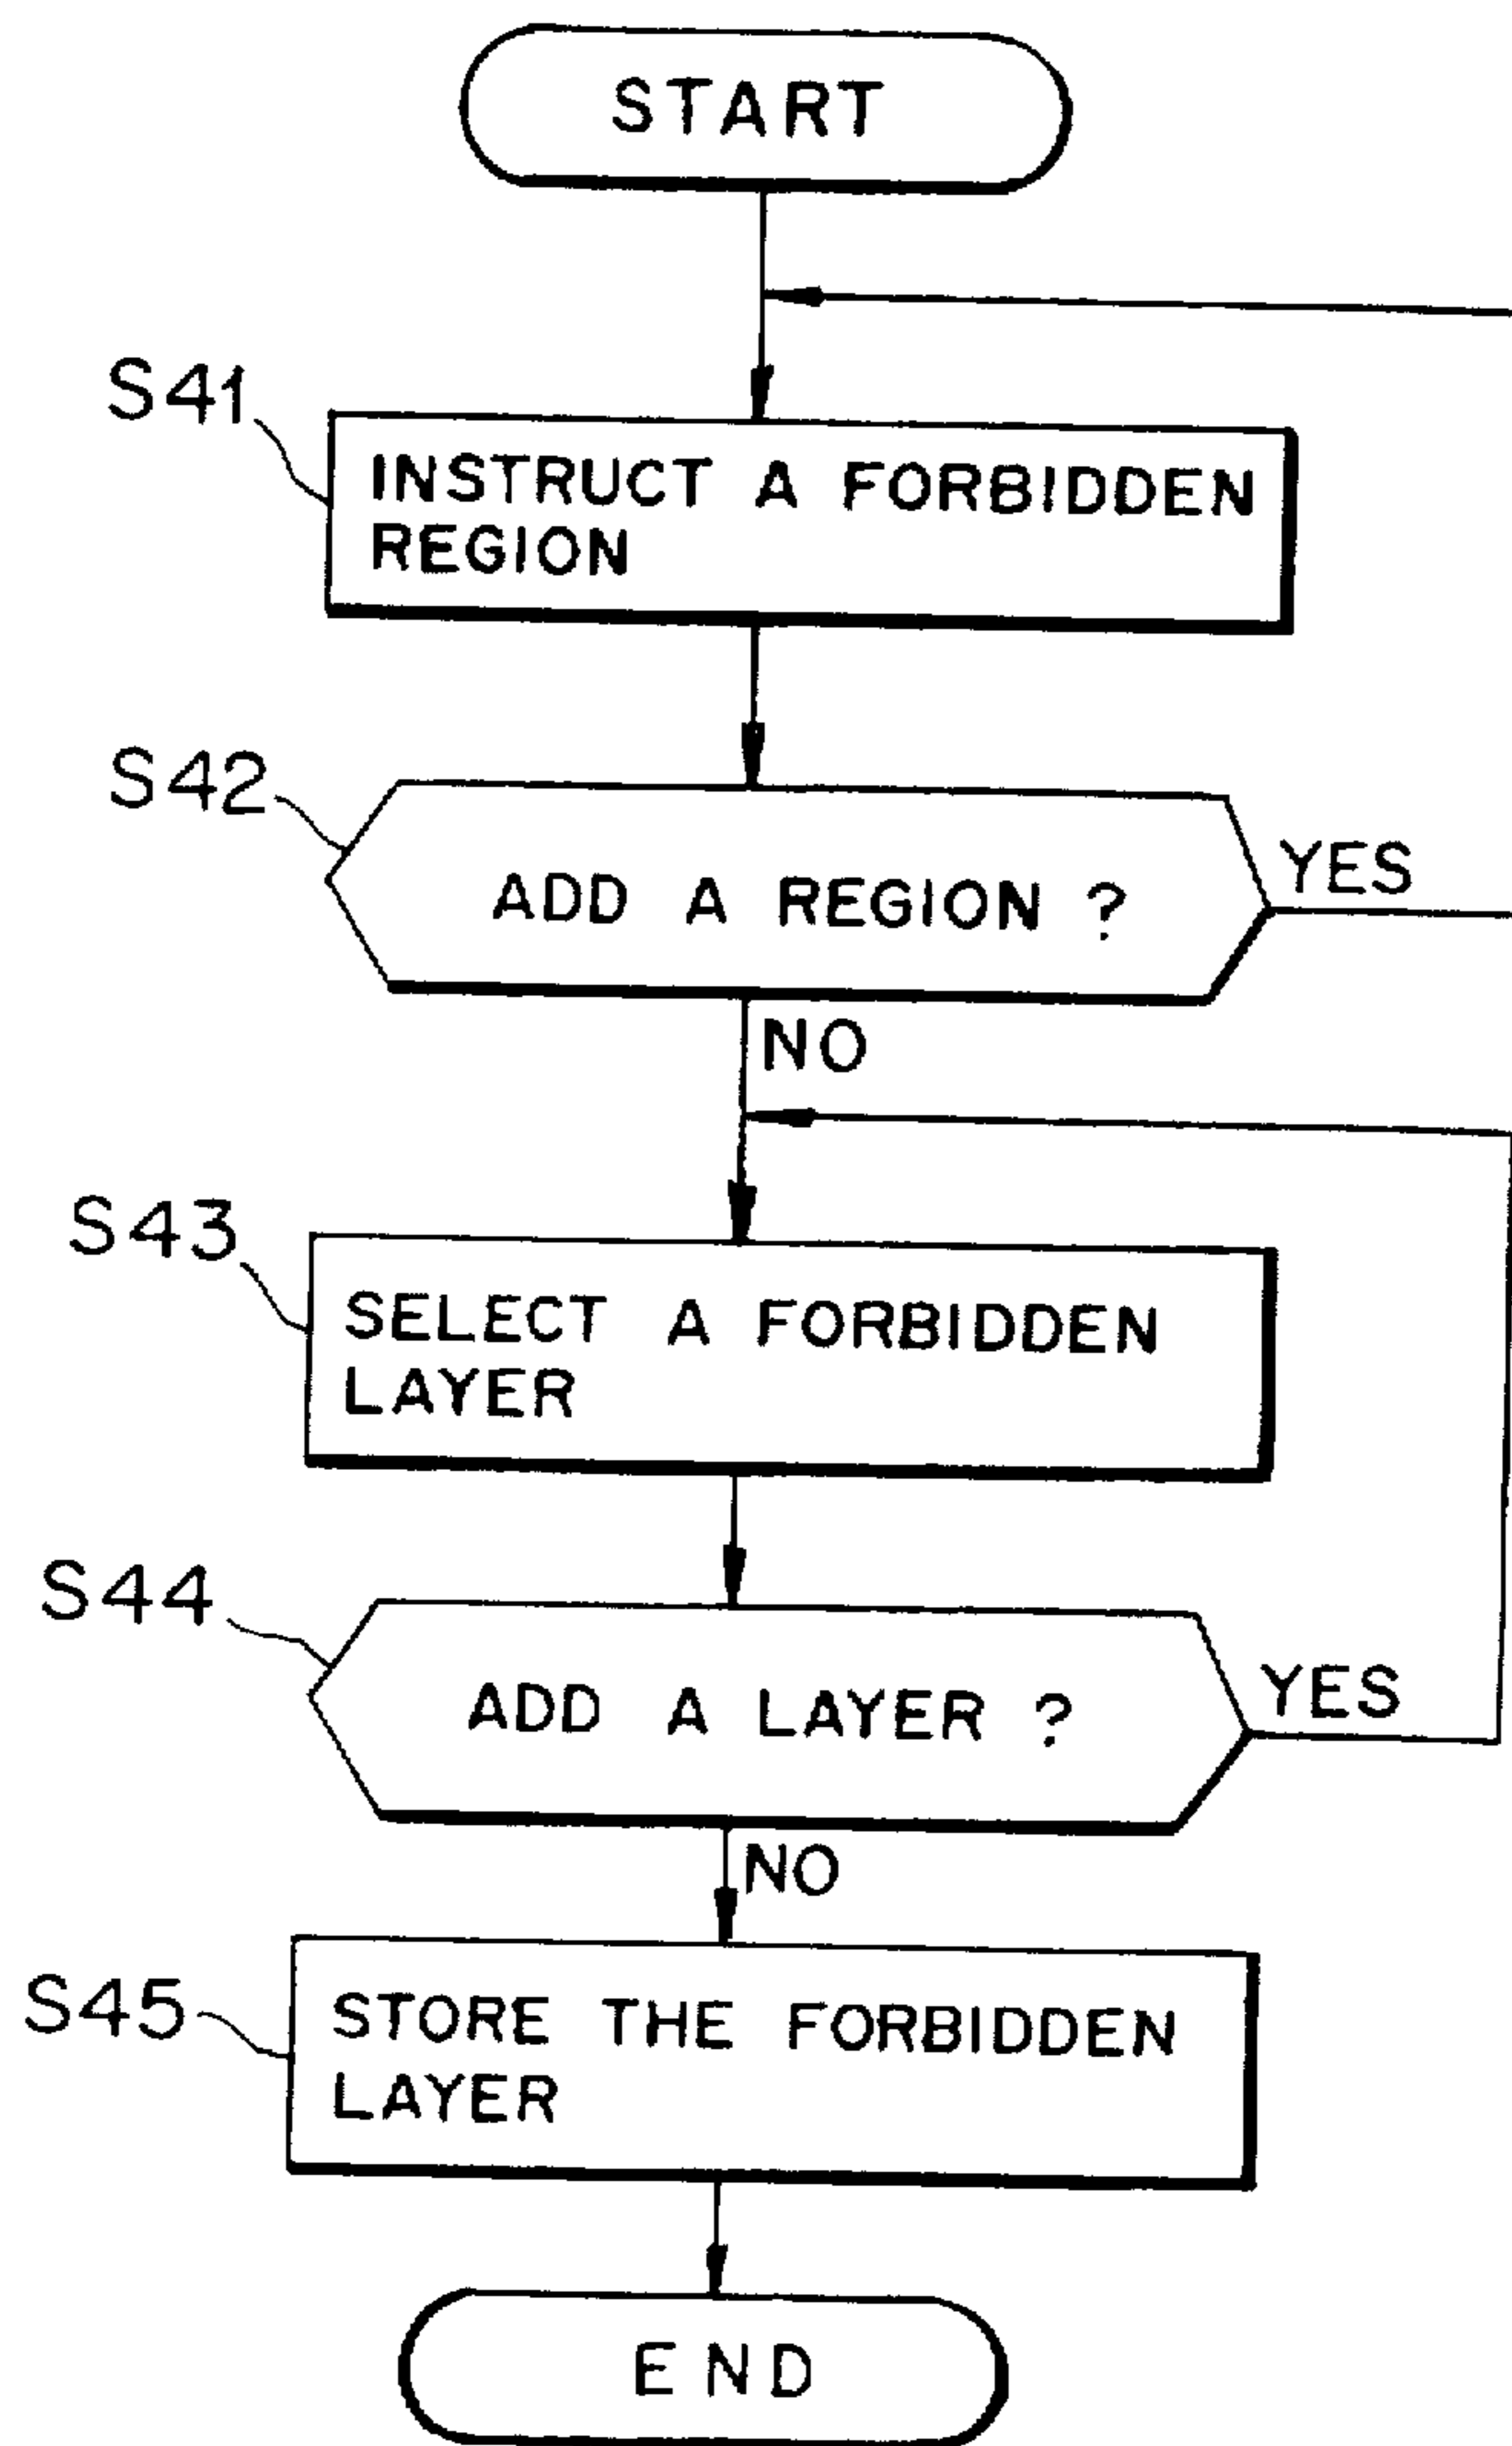 START
S41
INSTRUCT A FORBIDDEN
REGION
S42
ADD A REGION ?
YES
NO
S43
SELECT A FORBIDDEN
LAYER
S44
ADD A LAYER ?
YES
NO
S45
STORE THE FORBIDDEN
LAYER
END